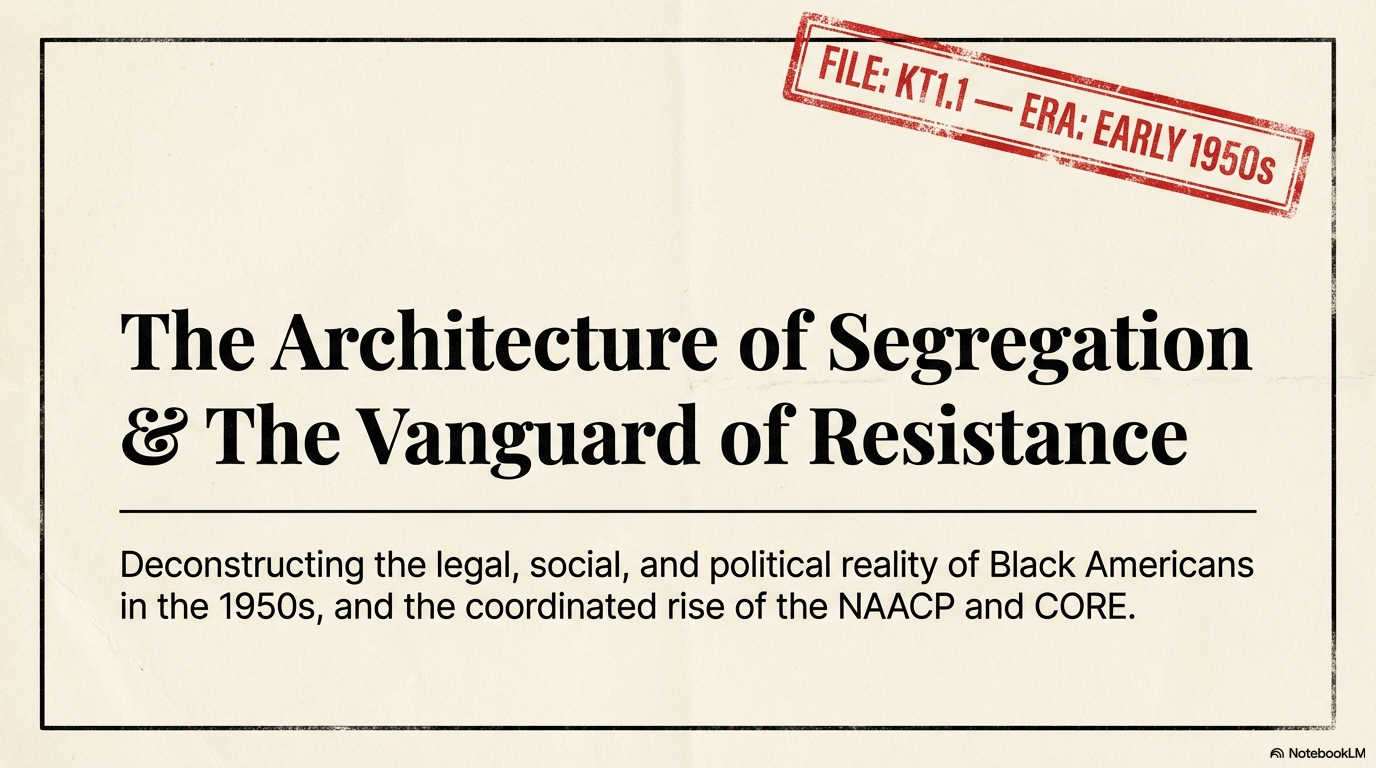 FILE: KT1.1 — ERA: EARLY 1950s
The Architecture of Segregation
& The Vanguard of Resistance
Deconstructing the legal, social, and political reality of Black Americans
in the 1950s, and the coordinated rise of the NAACP and CORE.
NotebookLM